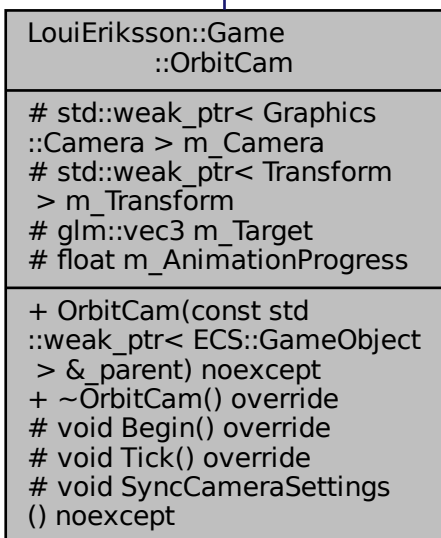 LouiEriksson::Game
::OrbitCam
# std::weak_ptr< Graphics
::Camera > m_Camera
# std::weak_ptr< Transform
> m_Transform
# glm::vec3 m_Target
# float m_AnimationProgress
+ OrbitCam(const std
::weak_ptr< ECS::GameObject
> &_parent) noexcept
+ ~OrbitCam() override
# void Begin() override
# void Tick() override
# void SyncCameraSettings
() noexcept